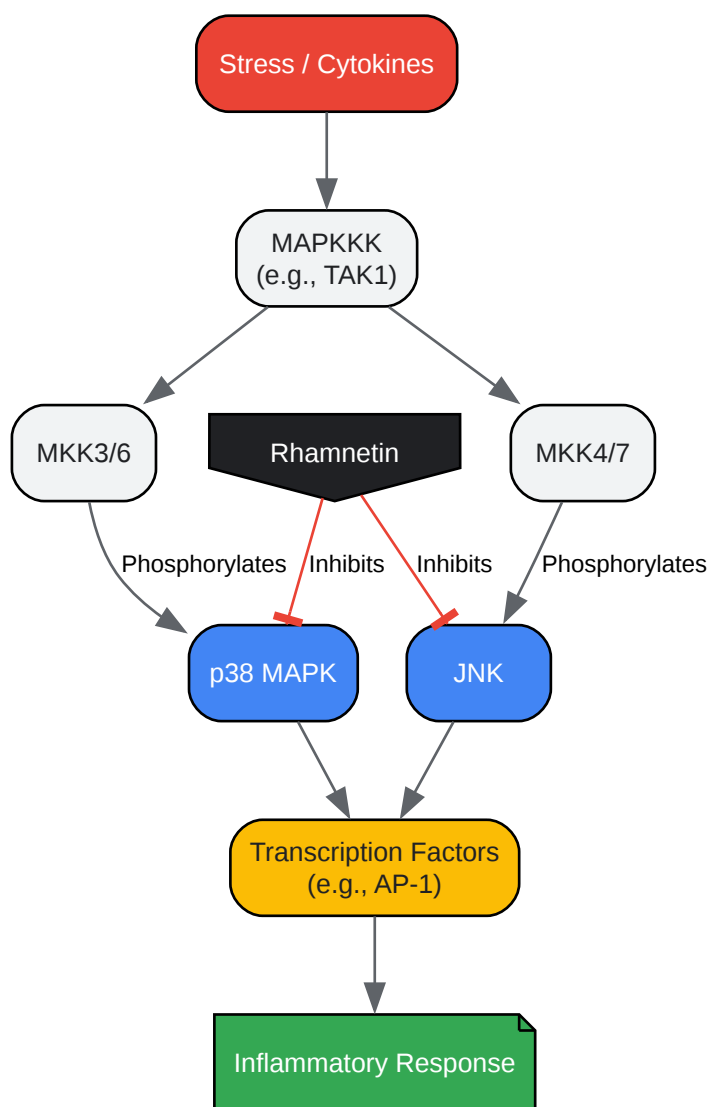 Stress / Cytokines
MAPKKK
(e.g., TAK1)
MKK3/6
Rhamnetin
MKK4/7
Phosphorylates
Inhibits
Inhibits
Phosphorylates
p38 MAPK
JNK
Transcription Factors
(e.g., AP-1)
Inflammatory Response